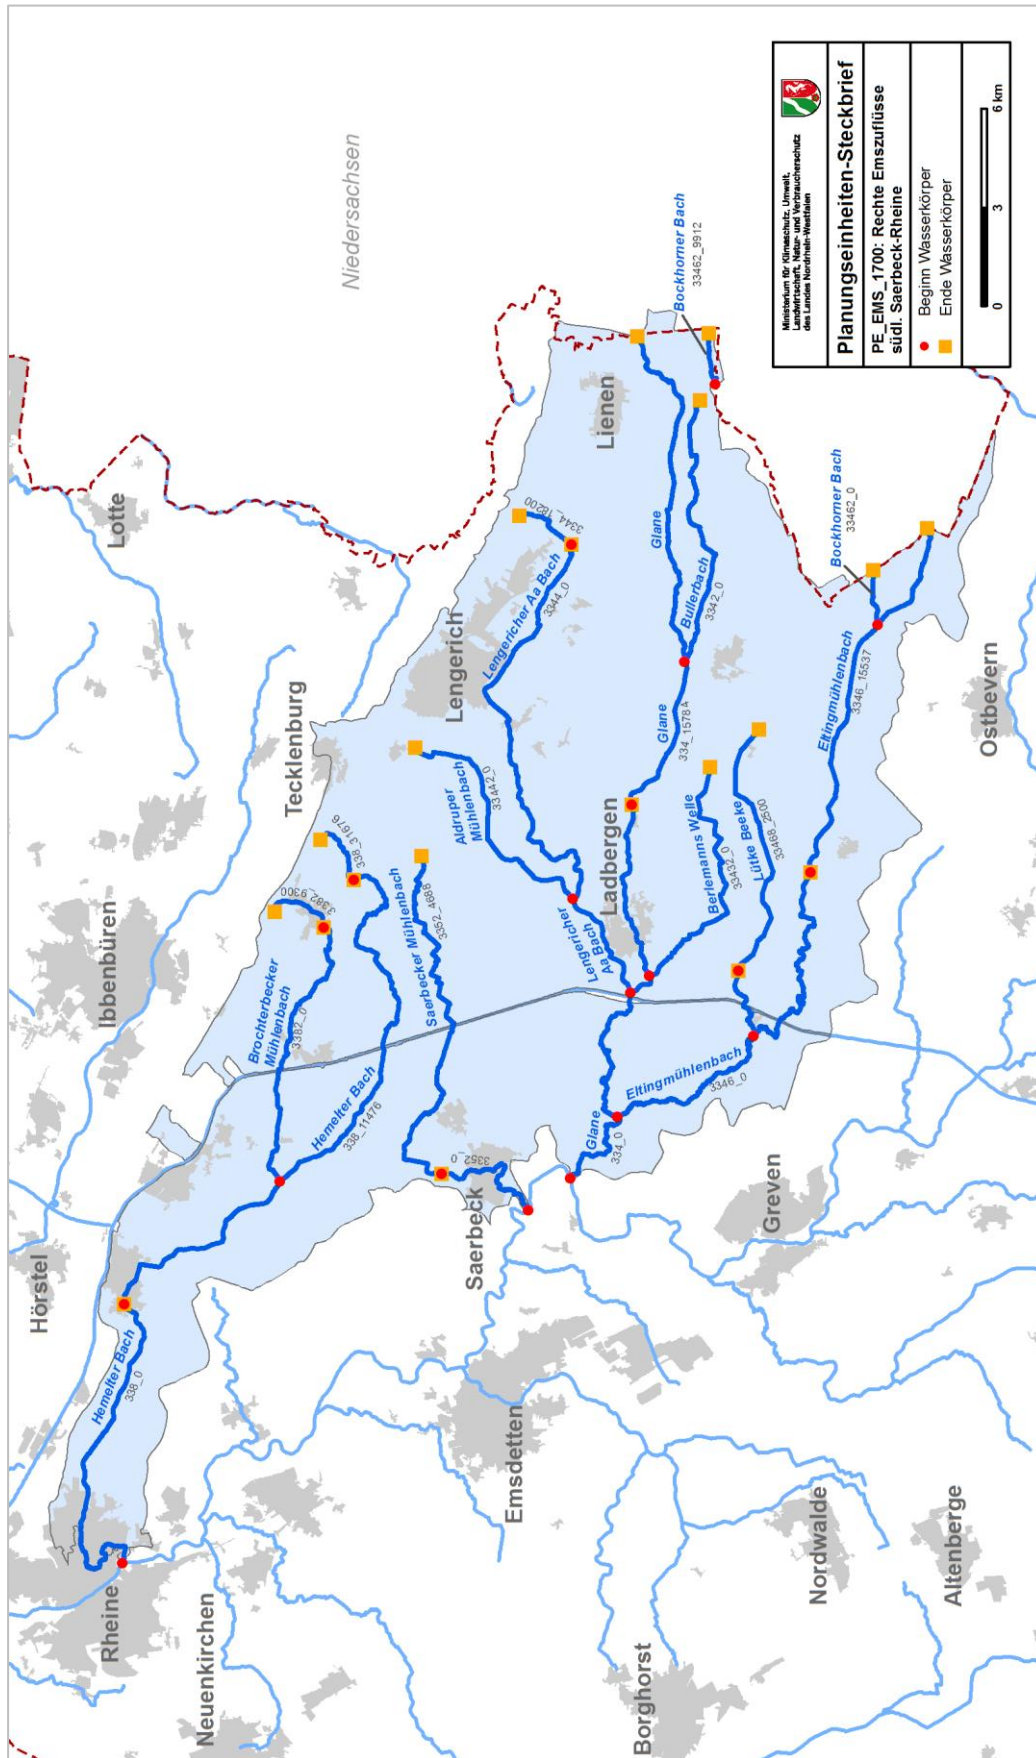 Niedersachsen
Lotte
Tecklenburg
Ibbenbüren
Hörstel
Rheine
Neuenkirchen
Lengerich
Lienen
Ladbergen
Saerbeck
Emsdetten
Borghorst
Greven
Nordwalde
Altenberge
Ostbevern
Hemelter Bach
338_0
Brochterbecker
Mühlenbach
3382_0
3382_9300
338_31676
Hemelter Bach
338_11476
Saerbecker Mühlenbach
3352_4688
3352_0
Aldruper
Mühlenbach
33442_0
Lengericher Aa Bach
3344_0
3344_18200
Lengericher
Aa Bach
Glane
334_0
Glane
334_15784
Glane
Bullerbach
3342_0
Berlemanns Welle
33432_0
Lütke Beeke
33468_2500
Eltingmühlenbach
3346_0
Eltingmühlenbach
3346_15537
Bockhorner Bach
33462_0
Bockhorner Bach
33462_9912
Ministerium für Klimaschutz, Umwelt,
Landwirtschaft, Natur- und Verbraucherschutz
des Landes Nordrhein-Westfalen
Planungseinheiten-Steckbrief
PE_EMS_1700: Rechte Emszuflüsse
südl. Saerbeck-Rheine
Beginn Wasserkörper
Ende Wasserkörper
0 3 6 km